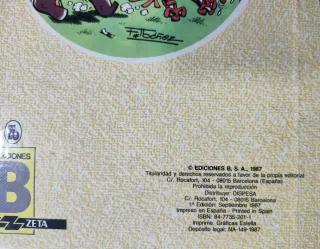 F. Ibáñez
EDICIONES
B
ZETA
© EDICIONES B, S. A., 1987
Titularidad y derechos reservados a favor de la propia editorial
C/. Rocafort, 104 - 08015 Barcelona (España)
Prohibida la reproducción
Distribuye: DISPESA
C/. Rocafort, 104 - 08015 Barcelona
1.ª Edición: Septiembre 1987
Impreso en España - Printed in Spain
ISBN: 84-7735-301-1
Imprime: Gráficas Estella
Depósito legal: NA-149-1987